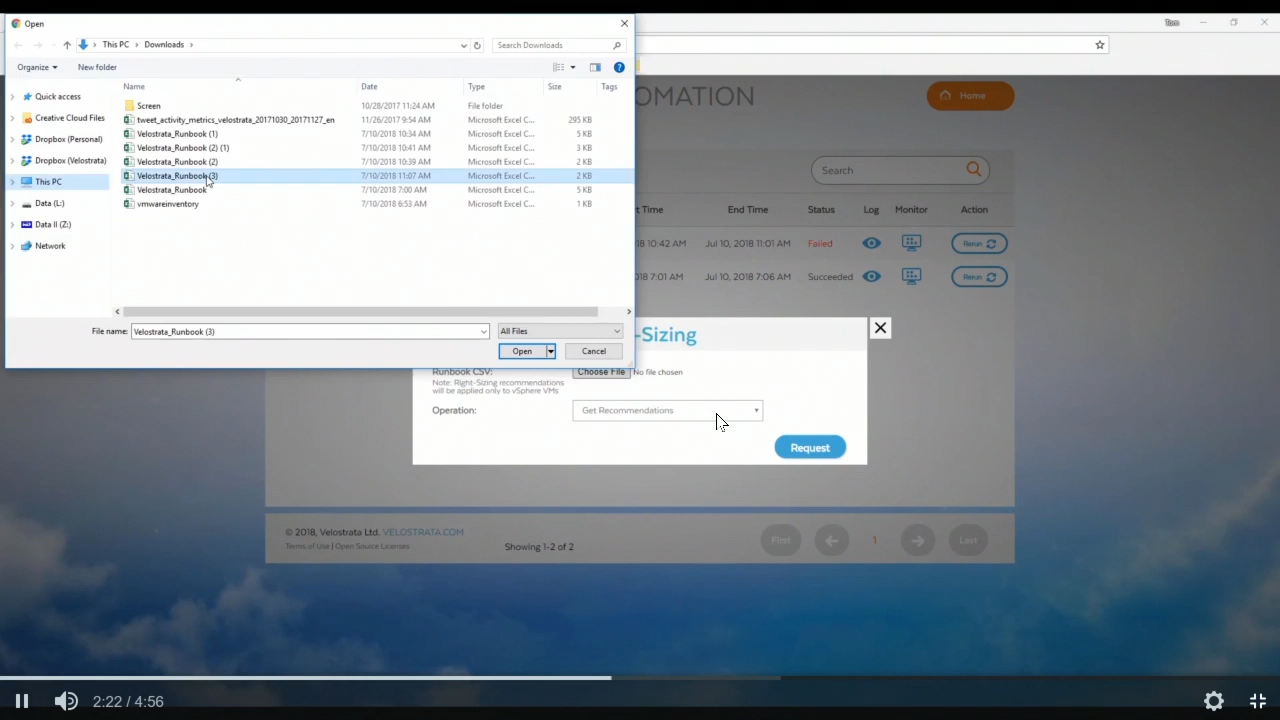 Open
Tom
This PC > Downloads >
Search Downloads
Organize
New folder
Name Date Type Size Tags
Quick access
Creative Cloud Files
Dropbox (Personal)
Dropbox (Velostrata)
This PC
Data (L:)
Data II (Z:)
Network
Screen 10/28/2017 11:24 AM File folder
tweet_activity_metrics_velostrata_20171030_20171127_en 11/26/2017 9:54 AM Microsoft Excel C... 295 KB
Velostrata_Runbook (1) 7/10/2018 10:34 AM Microsoft Excel C... 5 KB
Velostrata_Runbook (2) (1) 7/10/2018 10:41 AM Microsoft Excel C... 3 KB
Velostrata_Runbook (2) 7/10/2018 10:39 AM Microsoft Excel C... 2 KB
Velostrata_Runbook (3) 7/10/2018 11:07 AM Microsoft Excel C... 2 KB
Velostrata_Runbook 7/10/2018 7:00 AM Microsoft Excel C... 5 KB
vmwareinventory 7/10/2018 6:53 AM Microsoft Excel C... 1 KB
File name: Velostrata_Runbook (3)
All Files
Open Cancel
OMATION
Home
Search
t Time End Time Status Log Monitor Action
18 10:42 AM Jul 10, 2018 11:01 AM Failed Rerun
018 7:01 AM Jul 10, 2018 7:06 AM Succeeded Rerun
-Sizing
Runbook CSV: Choose File No file chosen
Note: Right-Sizing recommendations
will be applied only to vSphere VMs
Operation: Get Recommendations
Request
© 2018, Velostrata Ltd. VELOSTRATA.COM
Terms of Use | Open Source Licenses
Showing 1-2 of 2
First 1 Last
2:22 / 4:56